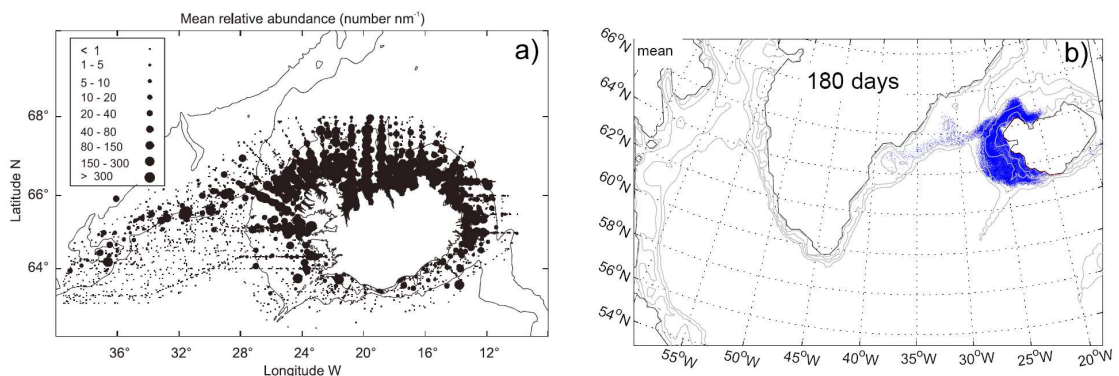 Mean relative abundance (number nm⁻¹)
a)
< 1
1 - 5
5 - 10
10 - 20
20 - 40
40 - 80
80 - 150
150 - 300
> 300
68°
66°
64°
Latitude N
36°
32°
28°
24°
20°
16°
12°
Longitude W
b)
mean
180 days
66°N
64°N
62°N
60°N
58°N
56°N
54°N
55°W
50°W
45°W
40°W
35°W
30°W
25°W
20°W